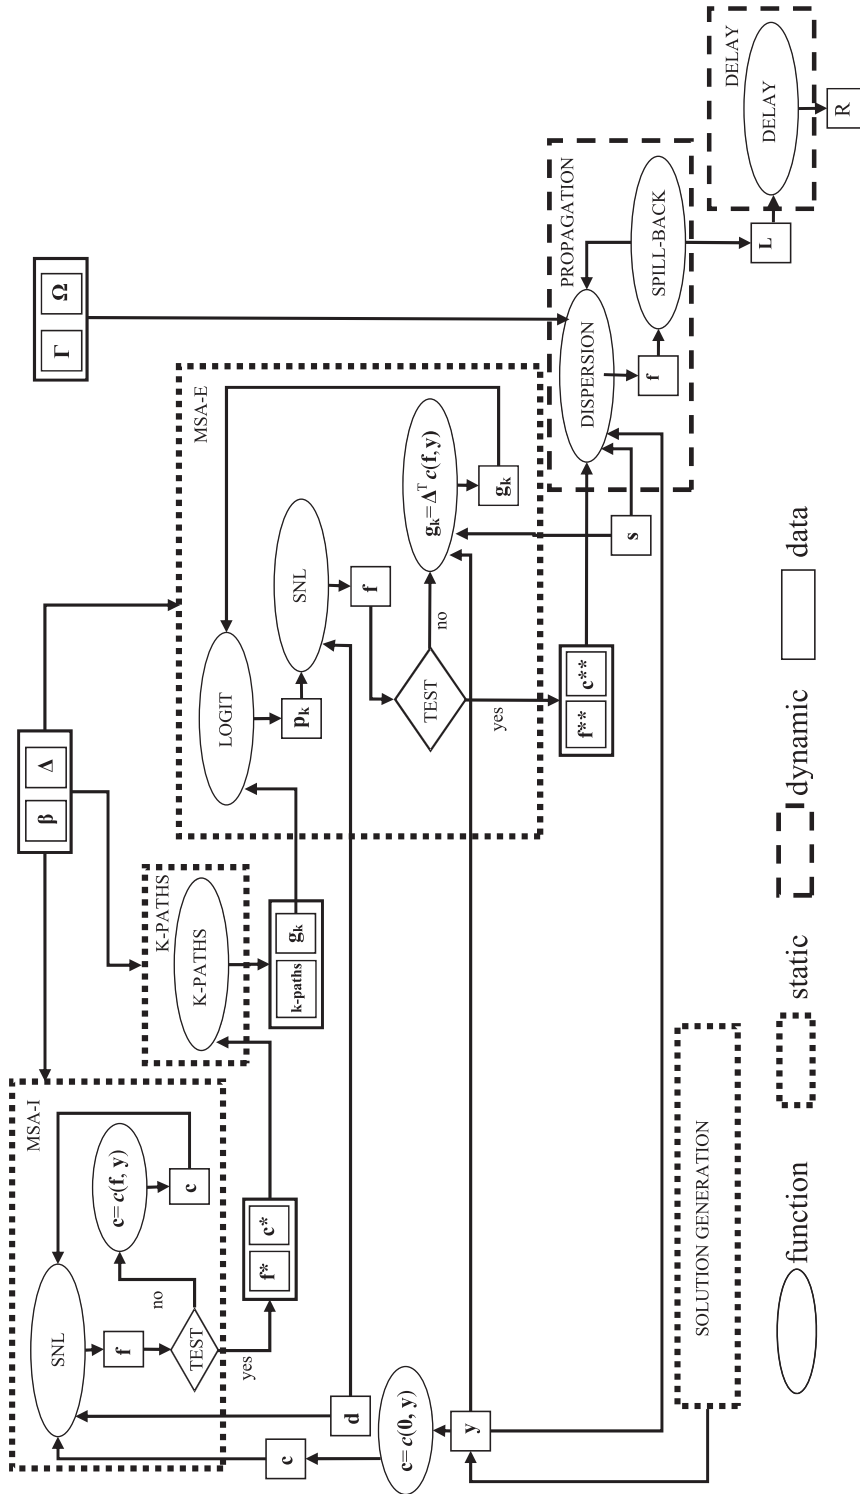 MSA-I
SNL
f
TEST
no
yes
c= c(f, y)
c
f* c*
d
c
c= c(0, y)
y
β Δ
K-PATHS
K-PATHS
k-paths g_k
MSA-E
LOGIT
p_k
SNL
f
TEST
no
yes
g_k= Δ^T c(f,y)
g_k
f** c**
s
Γ Ω
PROPAGATION
DISPERSION
f
SPILL-BACK
L
DELAY
DELAY
R
SOLUTION GENERATION
function
static
dynamic
data